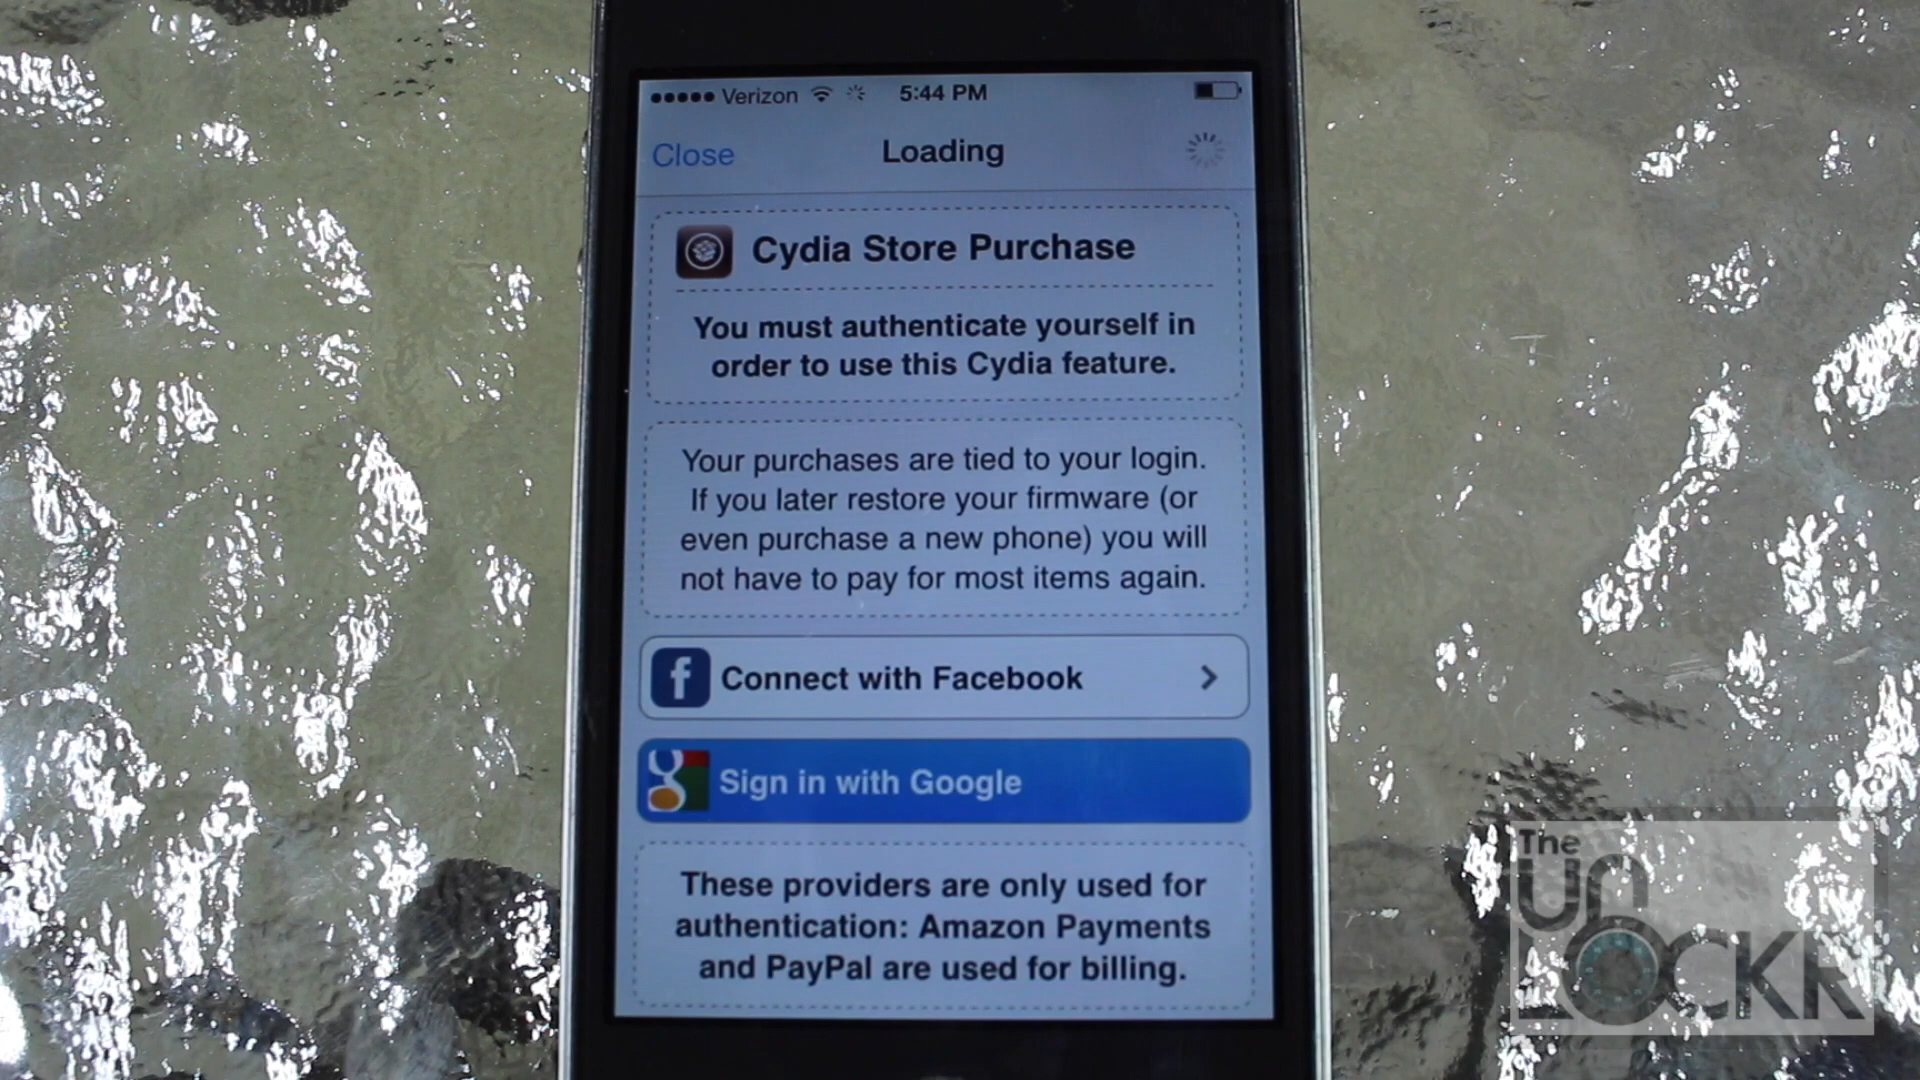 Verizon 5:44 PM
Close Loading
Cydia Store Purchase
You must authenticate yourself in
order to use this Cydia feature.
Your purchases are tied to your login.
If you later restore your firmware (or
even purchase a new phone) you will
not have to pay for most items again.
f Connect with Facebook
g Sign in with Google
These providers are only used for
authentication: Amazon Payments
and PayPal are used for billing.
The
UN
LOCKR